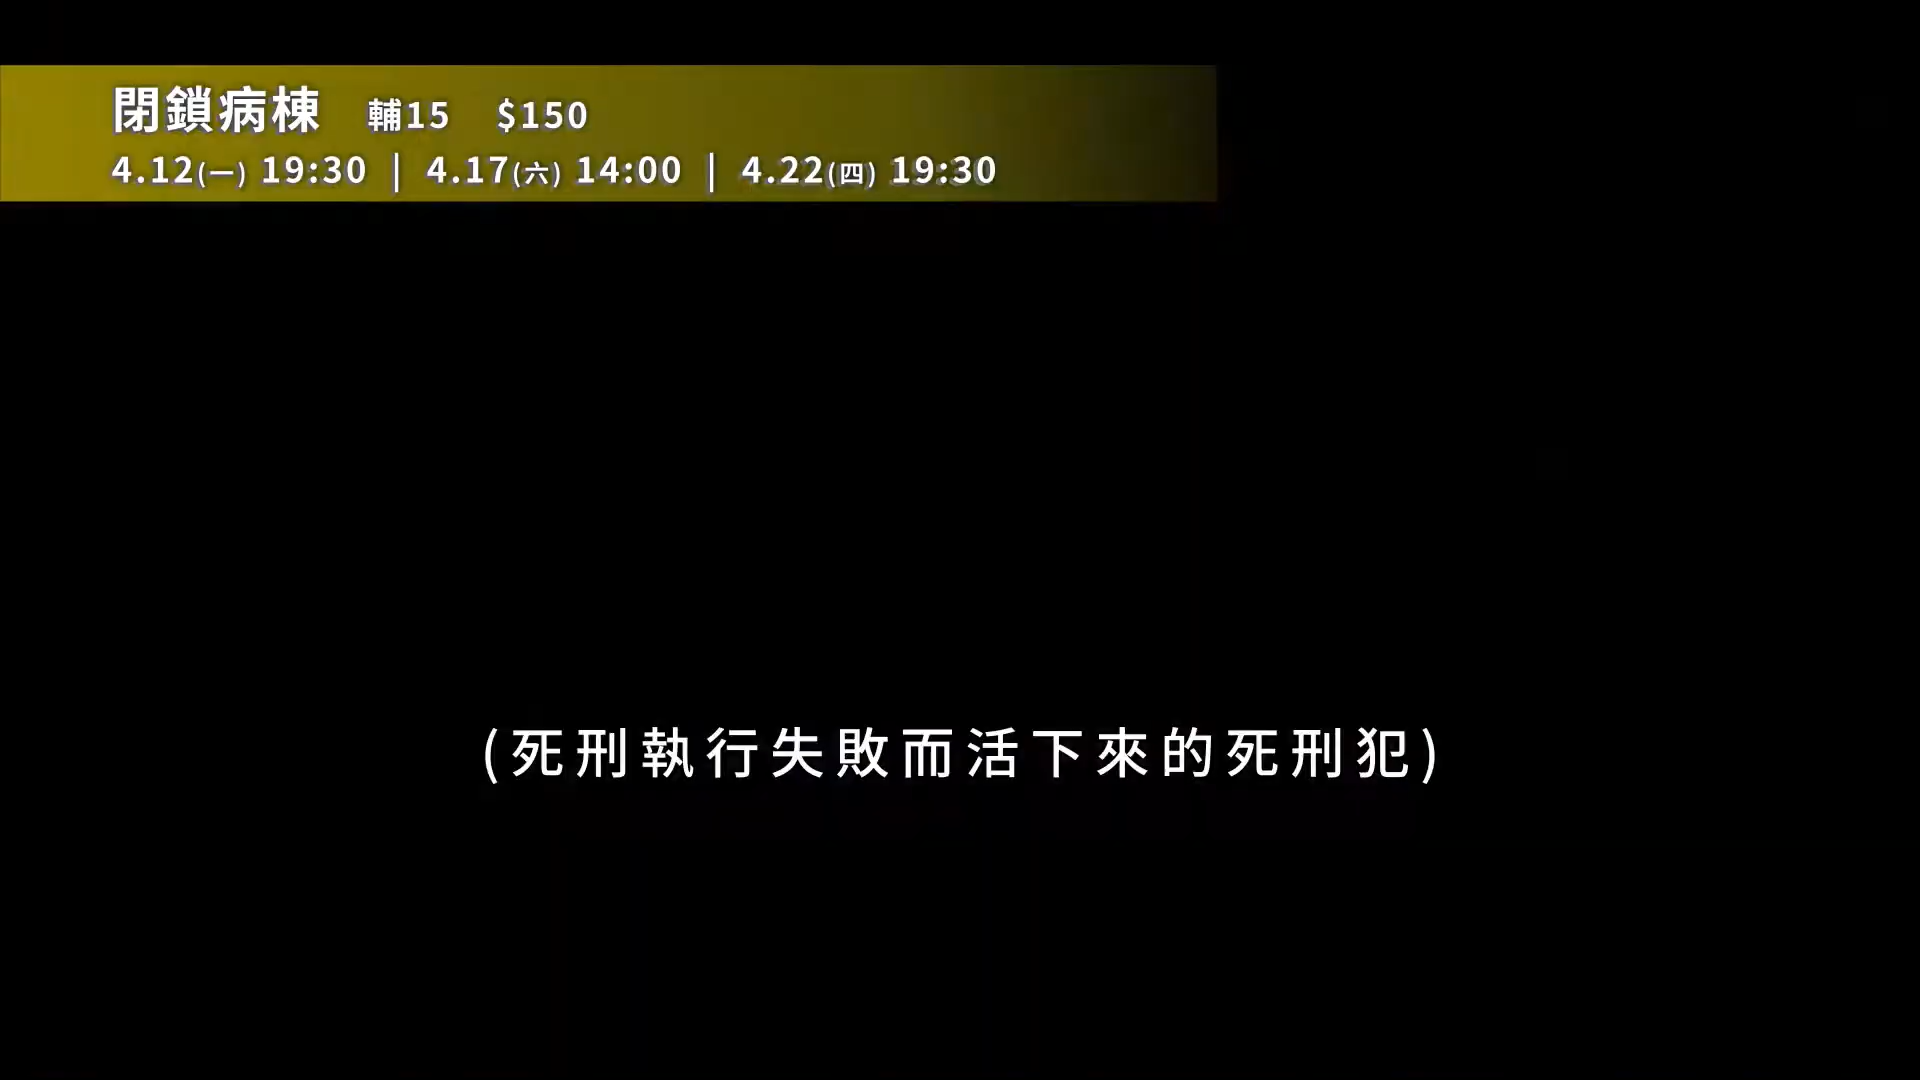 閉鎖病棟 輔15 $150
4.12(一) 19:30 | 4.17(六) 14:00 | 4.22(四) 19:30
(死刑執行失敗而活下來的死刑犯)